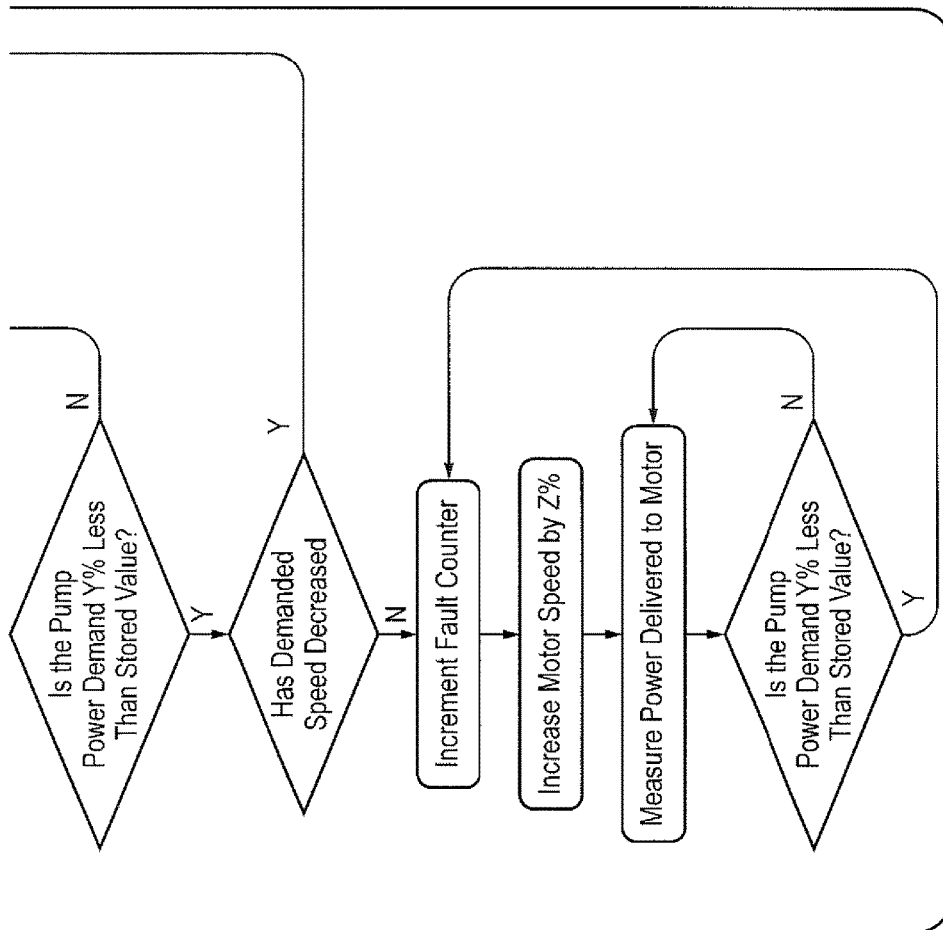 Is the Pump
Power Demand Y% Less
Than Stored Value?
N
Y
Has Demanded
Speed Decreased
Y
N
Increment Fault Counter
Increase Motor Speed by Z%
Measure Power Delivered to Motor
Is the Pump
Power Demand Y% Less
Than Stored Value?
N
Y